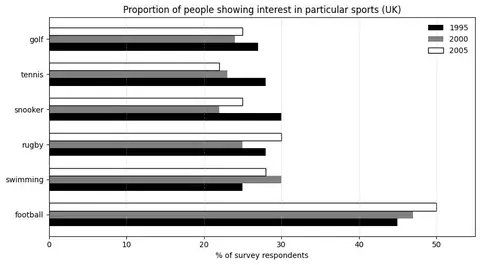 Proportion of people showing interest in particular sports (UK)
1995
2000
2005
golf
tennis
snooker
rugby
swimming
football
0 10 20 30 40 50
% of survey respondents